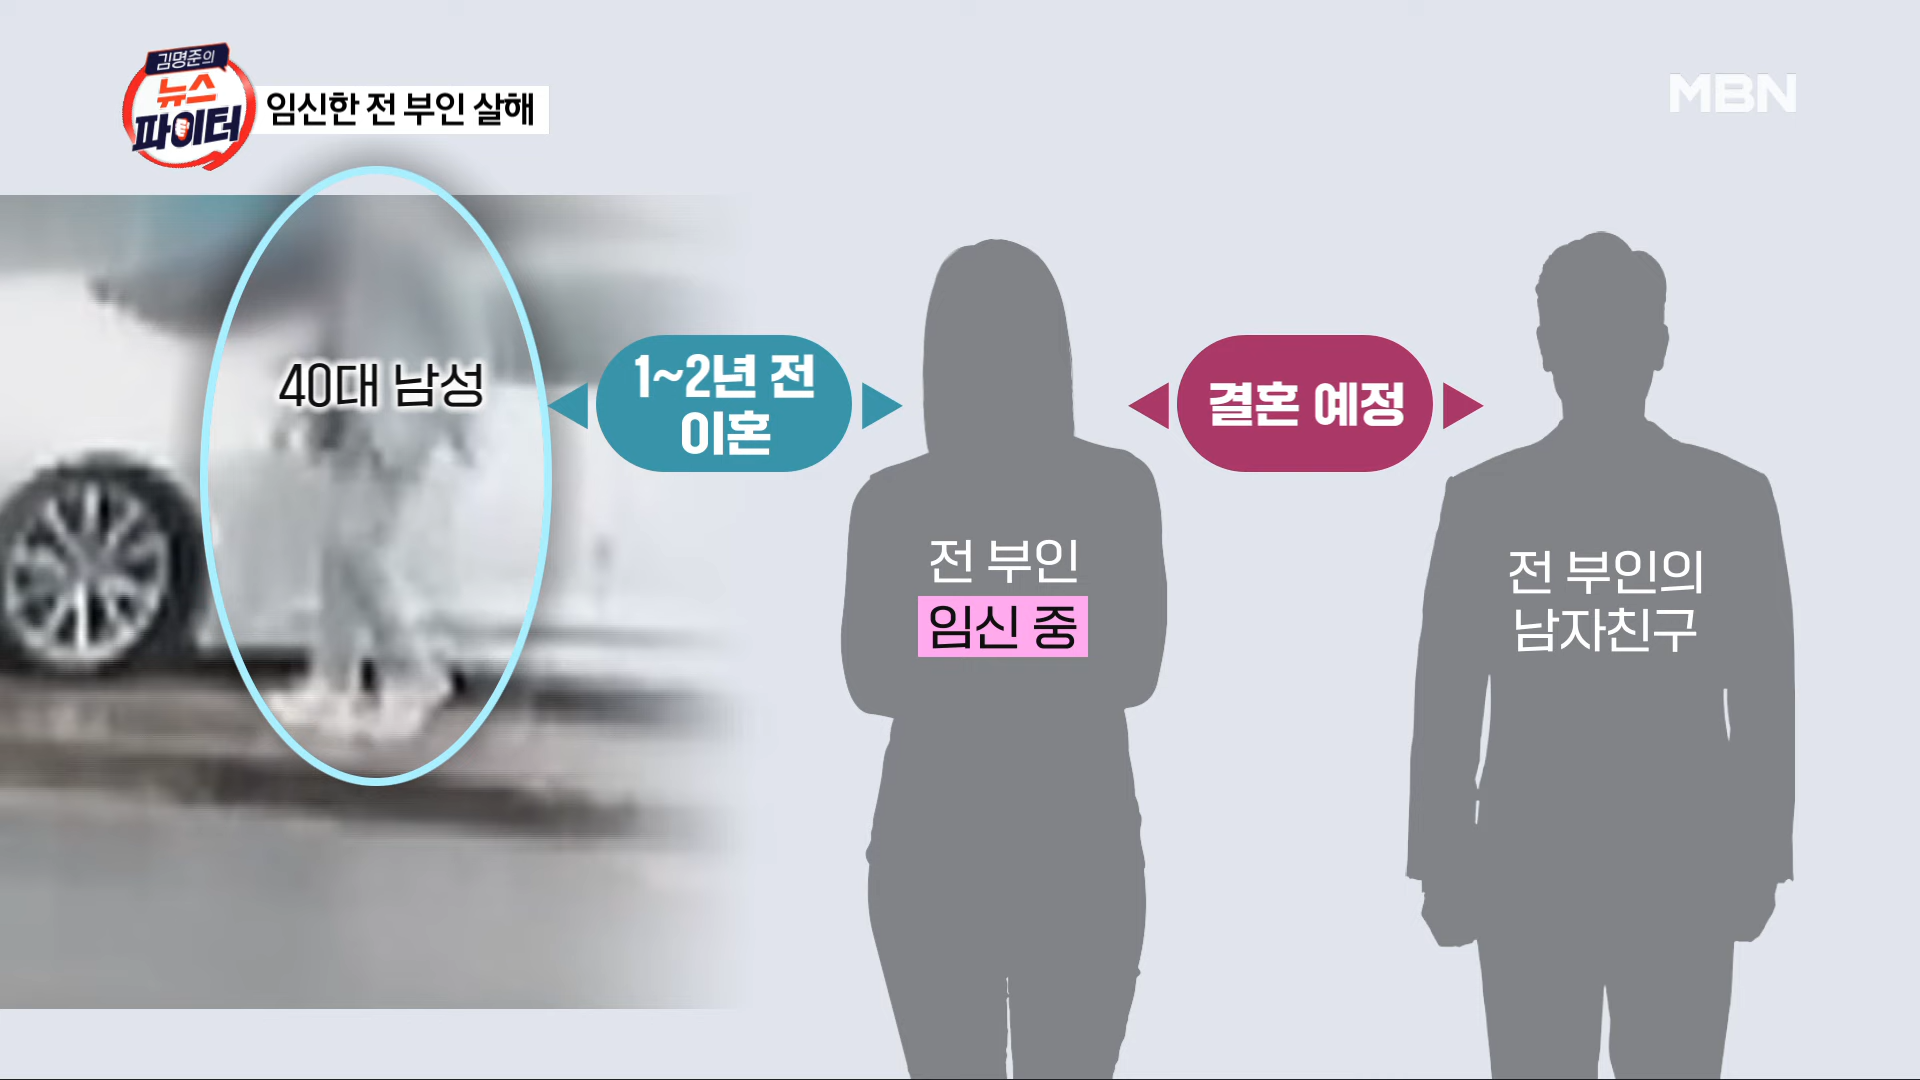 김명준의
뉴스
파이터
임신한 전 부인 살해
MBN
40대 남성
1~2년 전
이혼
결혼 예정
전 부인
임신 중
전 부인의
남자친구